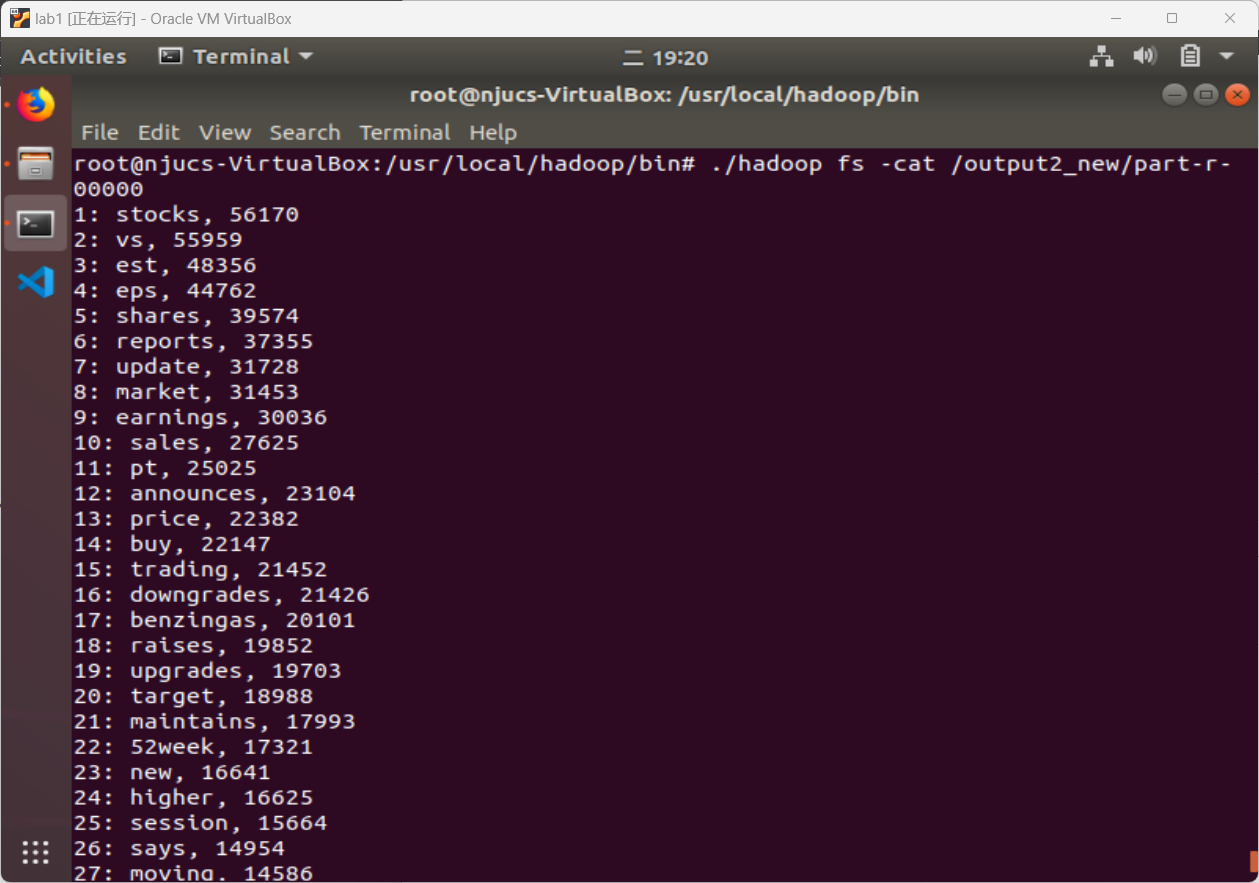 lab1 [正在运行] - Oracle VM VirtualBox
Activities Terminal 二 19:20
root@njucs-VirtualBox: /usr/local/hadoop/bin
File Edit View Search Terminal Help
root@njucs-VirtualBox:/usr/local/hadoop/bin# ./hadoop fs -cat /output2_new/part-r-
00000
1: stocks, 56170
2: vs, 55959
3: est, 48356
4: eps, 44762
5: shares, 39574
6: reports, 37355
7: update, 31728
8: market, 31453
9: earnings, 30036
10: sales, 27625
11: pt, 25025
12: announces, 23104
13: price, 22382
14: buy, 22147
15: trading, 21452
16: downgrades, 21426
17: benzingas, 20101
18: raises, 19852
19: upgrades, 19703
20: target, 18988
21: maintains, 17993
22: 52week, 17321
23: new, 16641
24: higher, 16625
25: session, 15664
26: says, 14954
27: moving, 14586